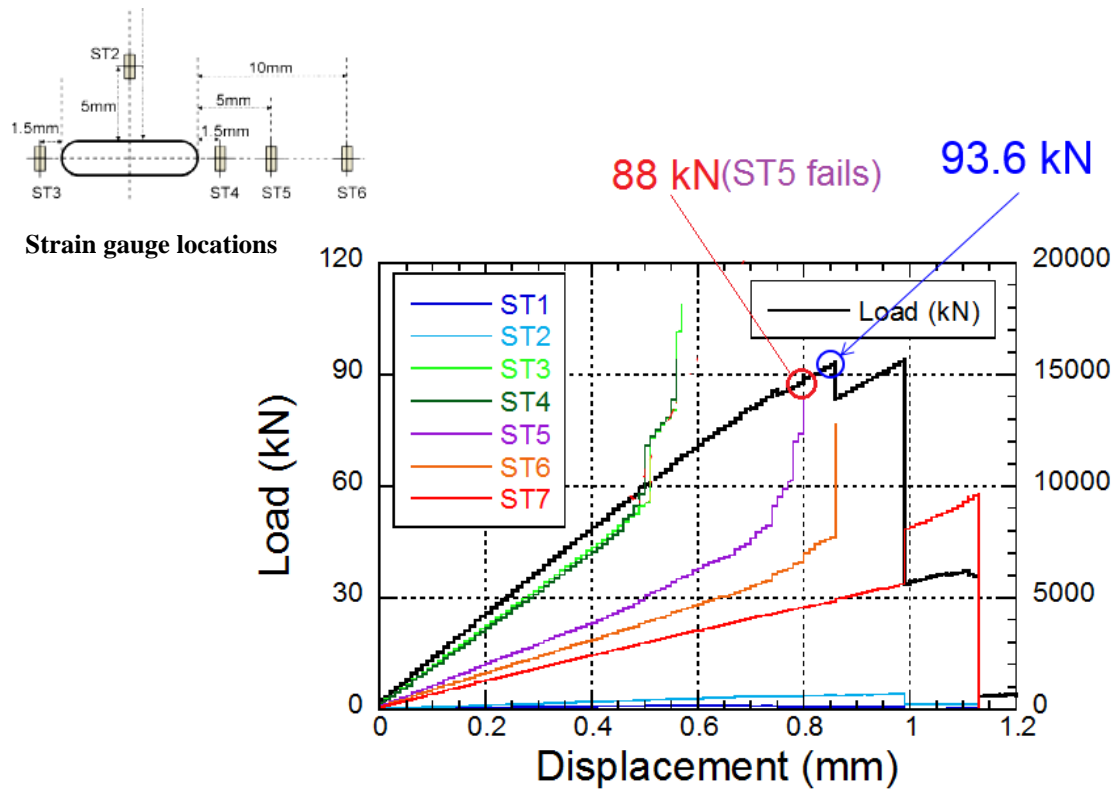 ST2
10mm
5mm
5mm
1.5mm
1.5mm
ST3
ST4
ST5
ST6
Strain gauge locations
88 kN(ST5 fails)
93.6 kN
120
90
60
30
0
Load (kN)
ST1
ST2
ST3
ST4
ST5
ST6
ST7
Load (kN)
20000
15000
10000
5000
0
0
0.2
0.4
0.6
0.8
1
1.2
Displacement (mm)